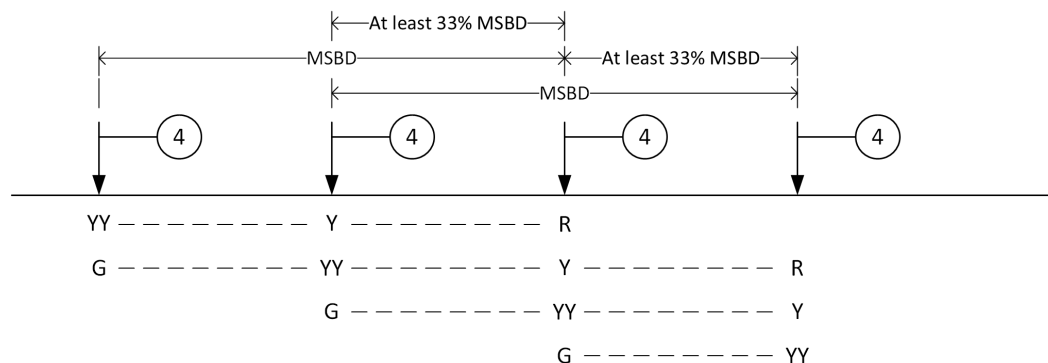 At least 33% MSBD
MSBD At least 33% MSBD
MSBD
4 4 4 4
YY Y R
G YY Y R
G YY Y
G YY